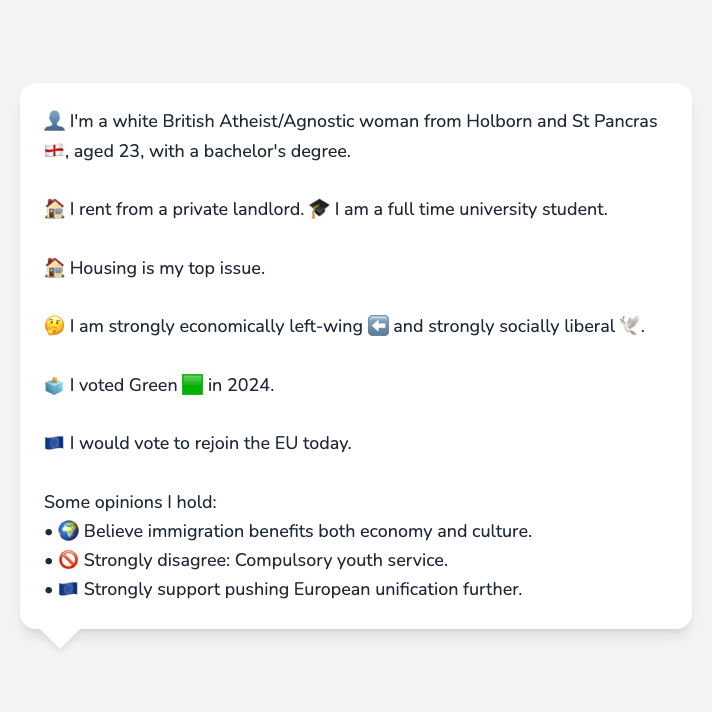 👤 I'm a white British Atheist/Agnostic woman from Holborn and St Pancras
🏴󠁧󠁢󠁥󠁮󠁧󠁿, aged 23, with a bachelor's degree.
🏠 I rent from a private landlord. 🎓 I am a full time university student.
🏠 Housing is my top issue.
🤔 I am strongly economically left-wing ⬅️ and strongly socially liberal 🕊️.
🗳️ I voted Green 🟩 in 2024.
🇪🇺 I would vote to rejoin the EU today.
Some opinions I hold:
• 🌍 Believe immigration benefits both economy and culture.
• 🚫 Strongly disagree: Compulsory youth service.
• 🇪🇺 Strongly support pushing European unification further.